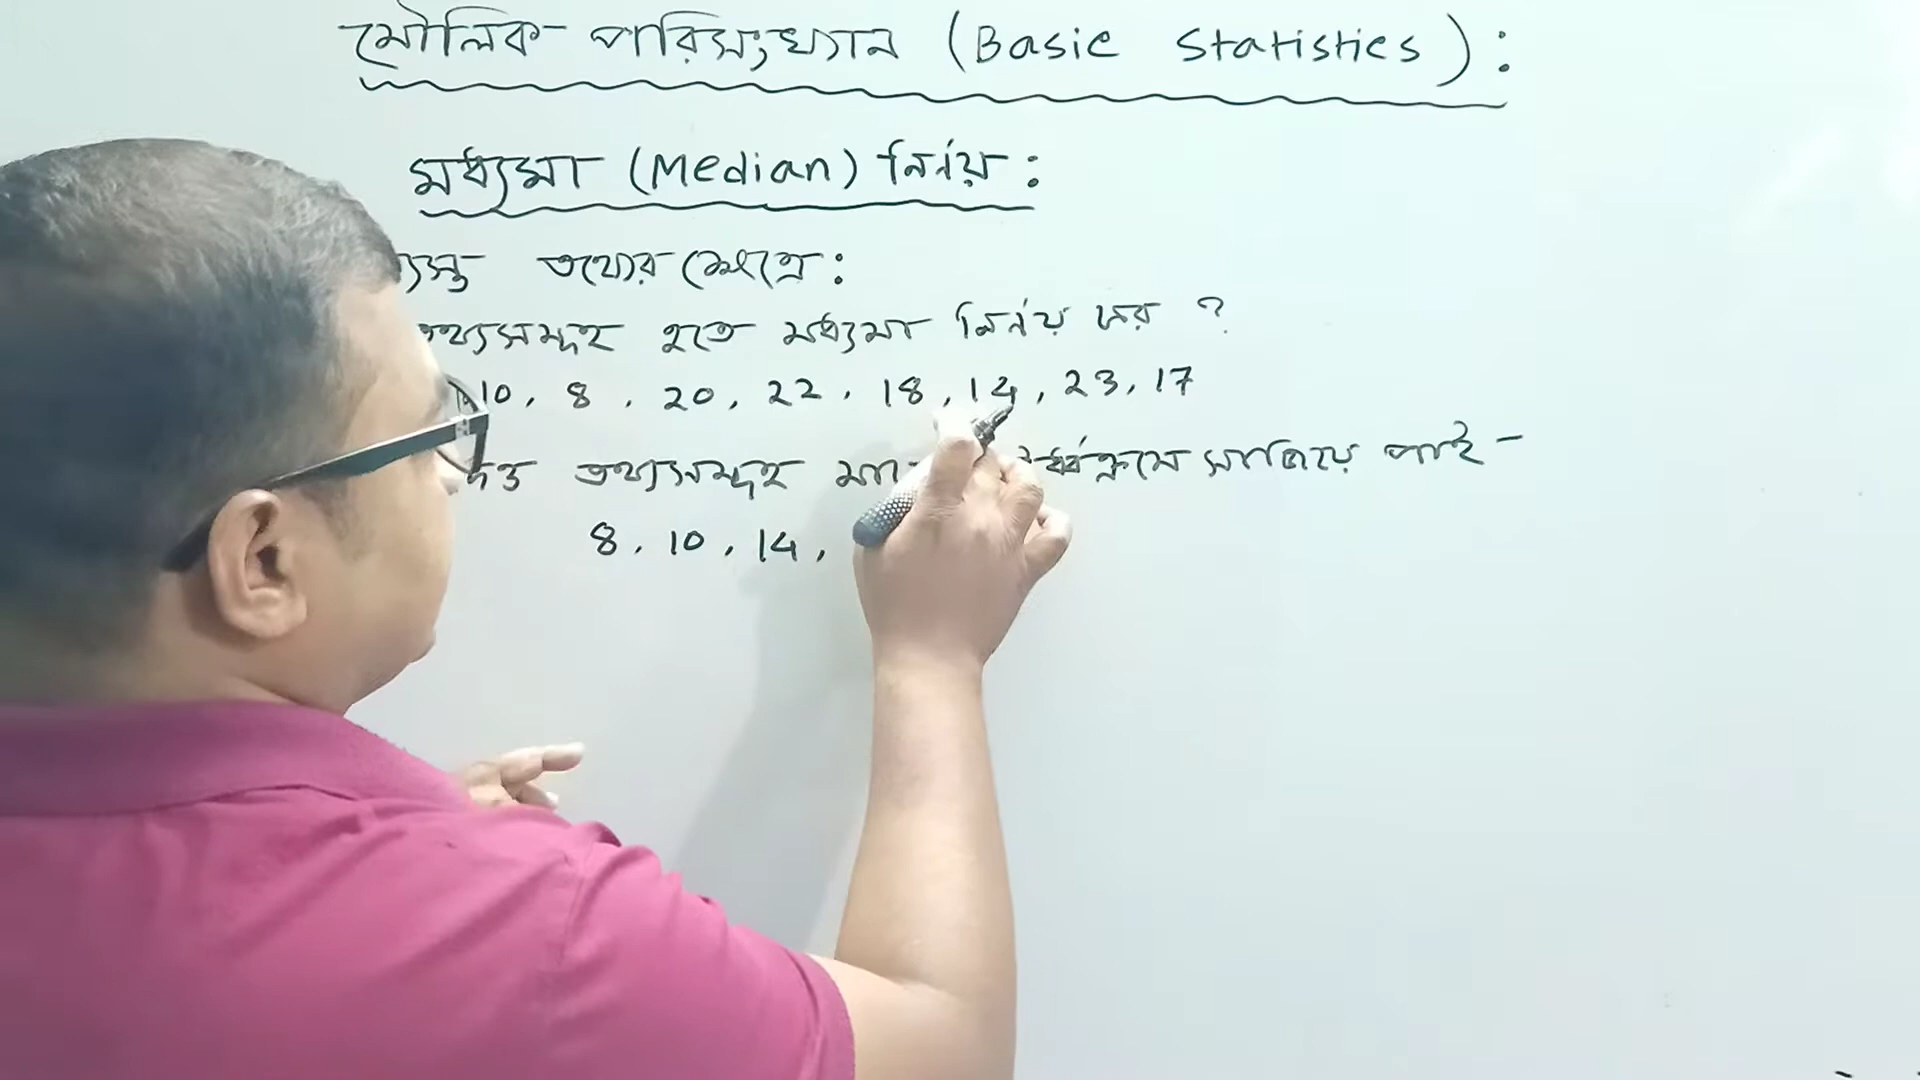 মৌলিক পারিসংখ্যান (Basic Statistics):
মধ্যমা (Median) নির্ণয়:
তথ্যের ক্ষেত্রে:
তথ্যসমূহ হতে মধ্যমা নির্ণয় কর ?
10, 8, 20, 22, 18, 14, 23, 17
তথ্যসমূহ সাজিয়ে পাই -
8, 10, 14,